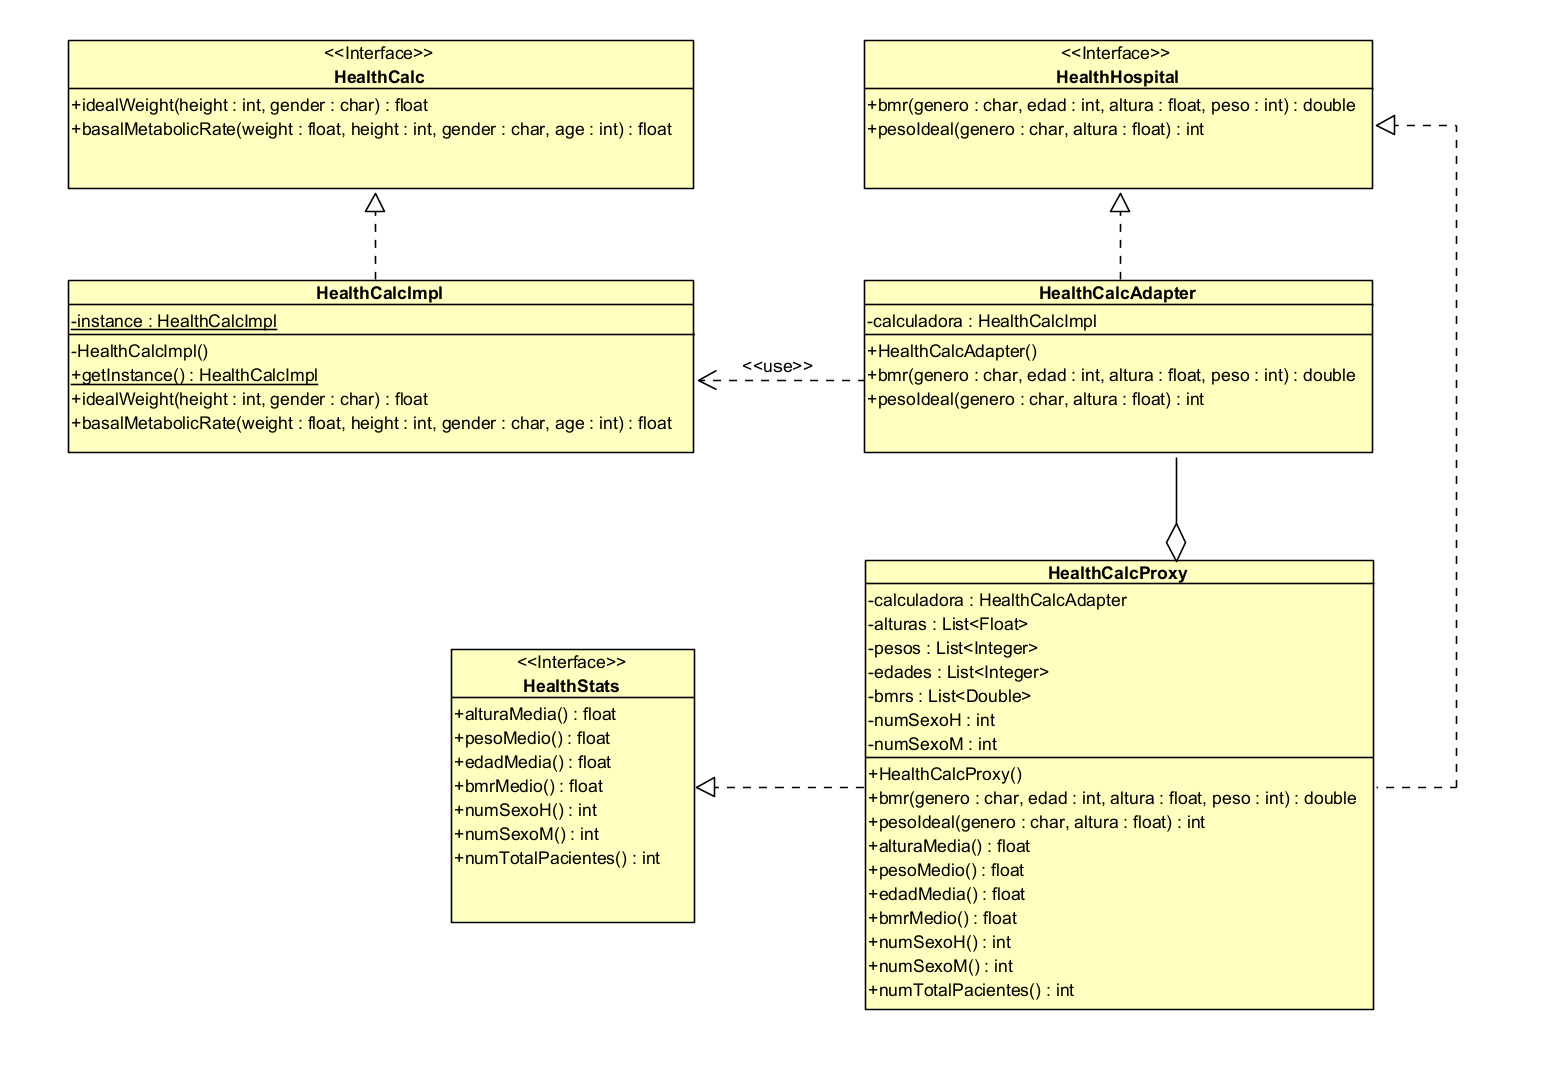 <<Interface>>
HealthCalc
+idealWeight(height : int, gender : char) : float
+basalMetabolicRate(weight : float, height : int, gender : char, age : int) : float
<<Interface>>
HealthHospital
+bmr(genero : char, edad : int, altura : float, peso : int) : double
+pesoIdeal(genero : char, altura : float) : int
HealthCalcImpl
-instance : HealthCalcImpl
-HealthCalcImpl()
+getInstance() : HealthCalcImpl
+idealWeight(height : int, gender : char) : float
+basalMetabolicRate(weight : float, height : int, gender : char, age : int) : float
<<use>>
HealthCalcAdapter
-calculadora : HealthCalcImpl
+HealthCalcAdapter()
+bmr(genero : char, edad : int, altura : float, peso : int) : double
+pesoIdeal(genero : char, altura : float) : int
<<Interface>>
HealthStats
+alturaMedia() : float
+pesoMedio() : float
+edadMedia() : float
+bmrMedio() : float
+numSexoH() : int
+numSexoM() : int
+numTotalPacientes() : int
HealthCalcProxy
-calculadora : HealthCalcAdapter
-alturas : List<Float>
-pesos : List<Integer>
-edades : List<Integer>
-bmrs : List<Double>
-numSexoH : int
-numSexoM : int
+HealthCalcProxy()
+bmr(genero : char, edad : int, altura : float, peso : int) : double
+pesoIdeal(genero : char, altura : float) : int
+alturaMedia() : float
+pesoMedio() : float
+edadMedia() : float
+bmrMedio() : float
+numSexoH() : int
+numSexoM() : int
+numTotalPacientes() : int